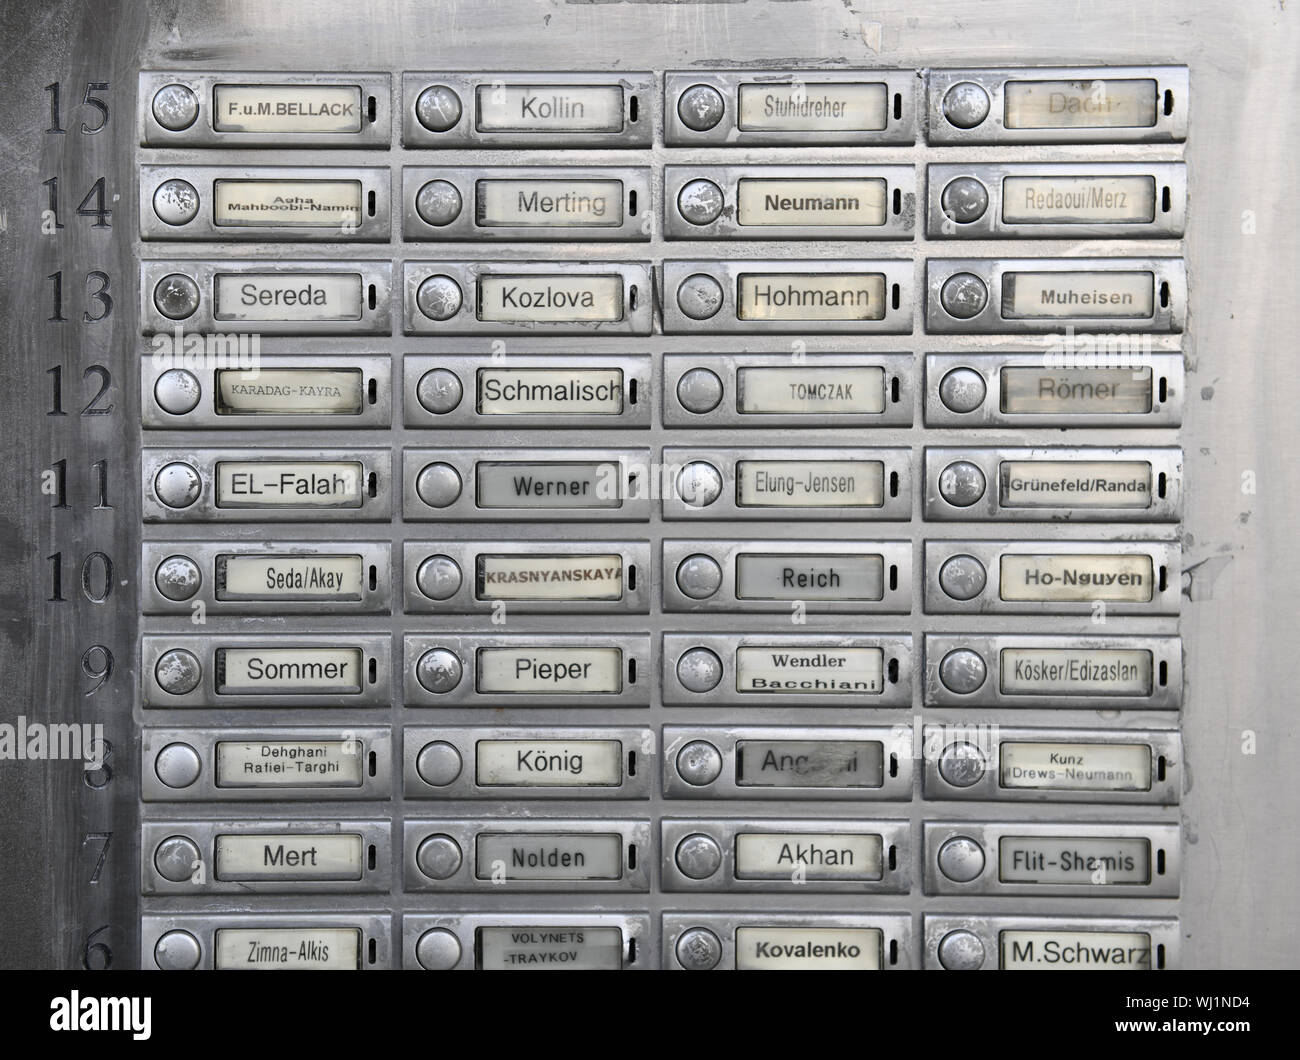 15 F.u.M.BELLACK Kollin Stuhldreher Dach
14 Agha Mahboobi-Namin Merting Neumann Redaoui/Merz
13 Sereda Kozlova Hohmann Muheisen
12 KARADAG-KAYRA Schmalisch TOMCZAK Römer
11 EL-Falah Werner Elung-Jensen Grünefeld/Randa
10 Seda/Akay KRASNYANSKAYA Reich Ho-Nguyen
9 Sommer Pieper Wendler Bacchiani Kösker/Edizaslan
8 Dehghani Rafiei-Targhi König Kunz Drews-Neumann
7 Mert Nolden Akhan Flit-Shamis
6 Zimna-Alkis VOLYNETS -TRAYKOV Kovalenko M.Schwarz
alamy
alamy
Image ID: WJ1ND4
www.alamy.com